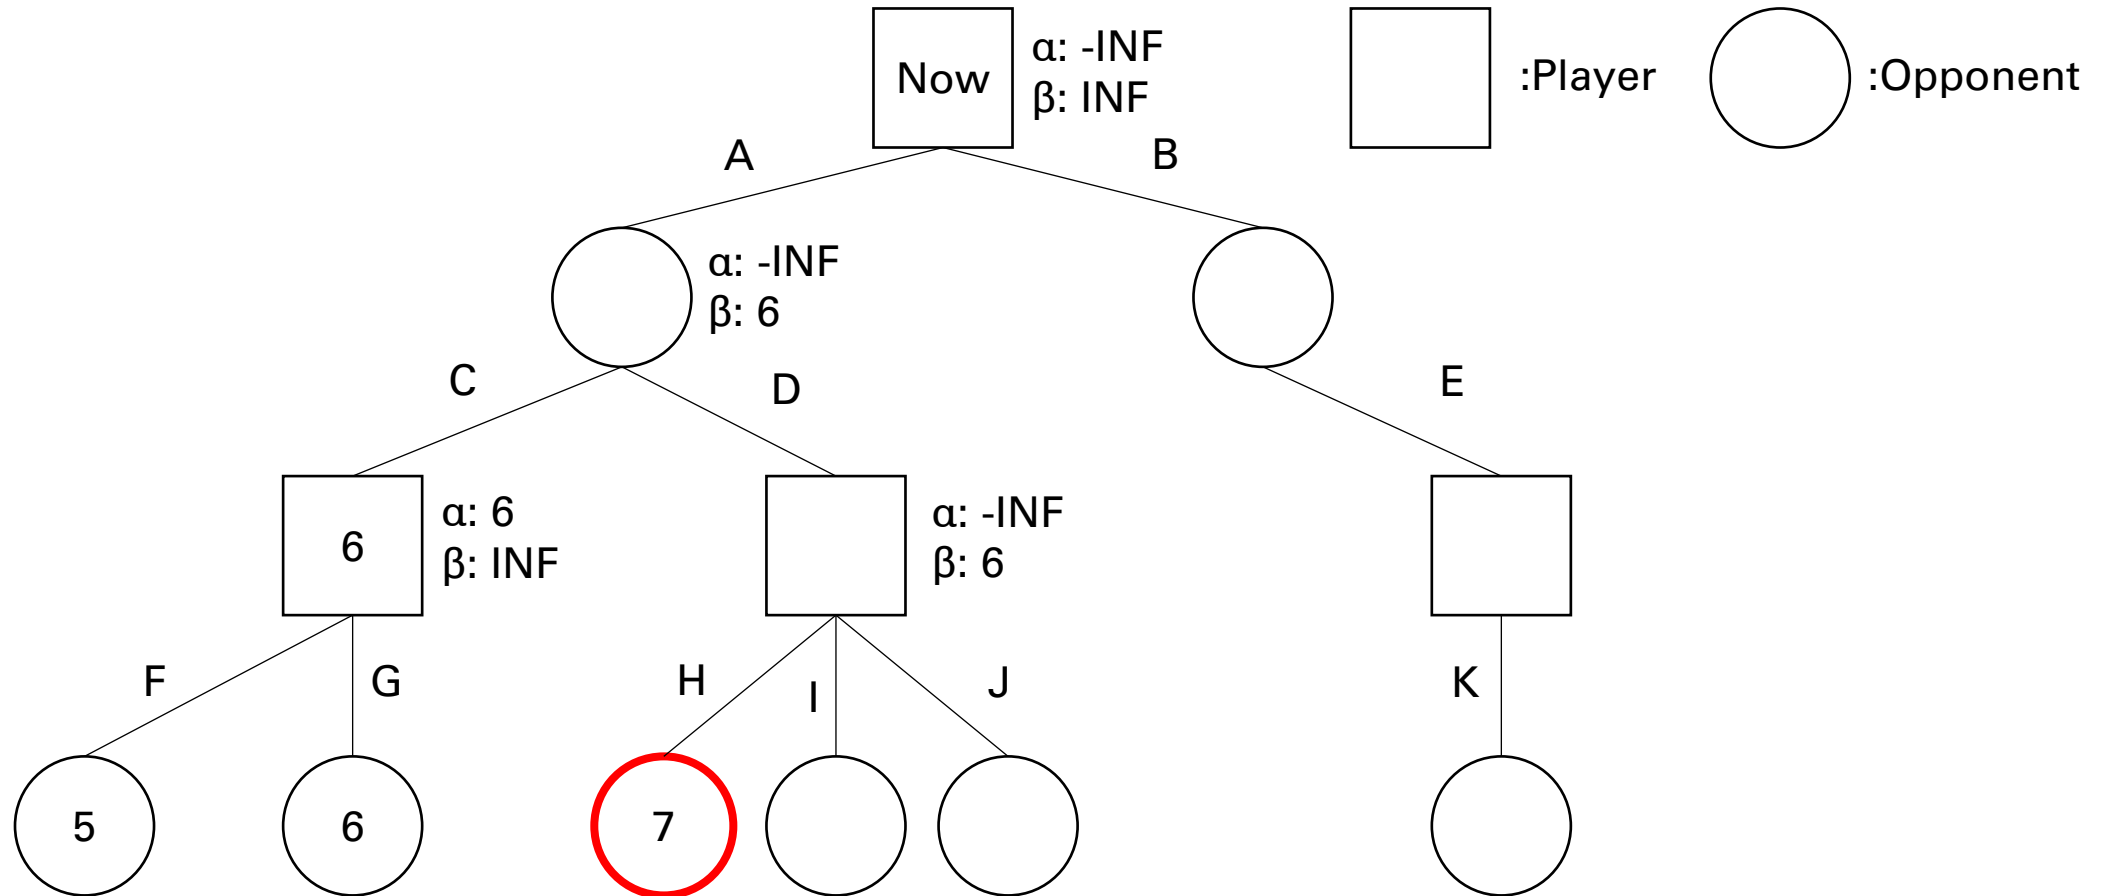 Now
α: -INF
β: INF
:Player
:Opponent
A
B
α: -INF
β: 6
C
D
E
6
α: 6
β: INF
α: -INF
β: 6
F
G
H
I
J
K
5
6
7